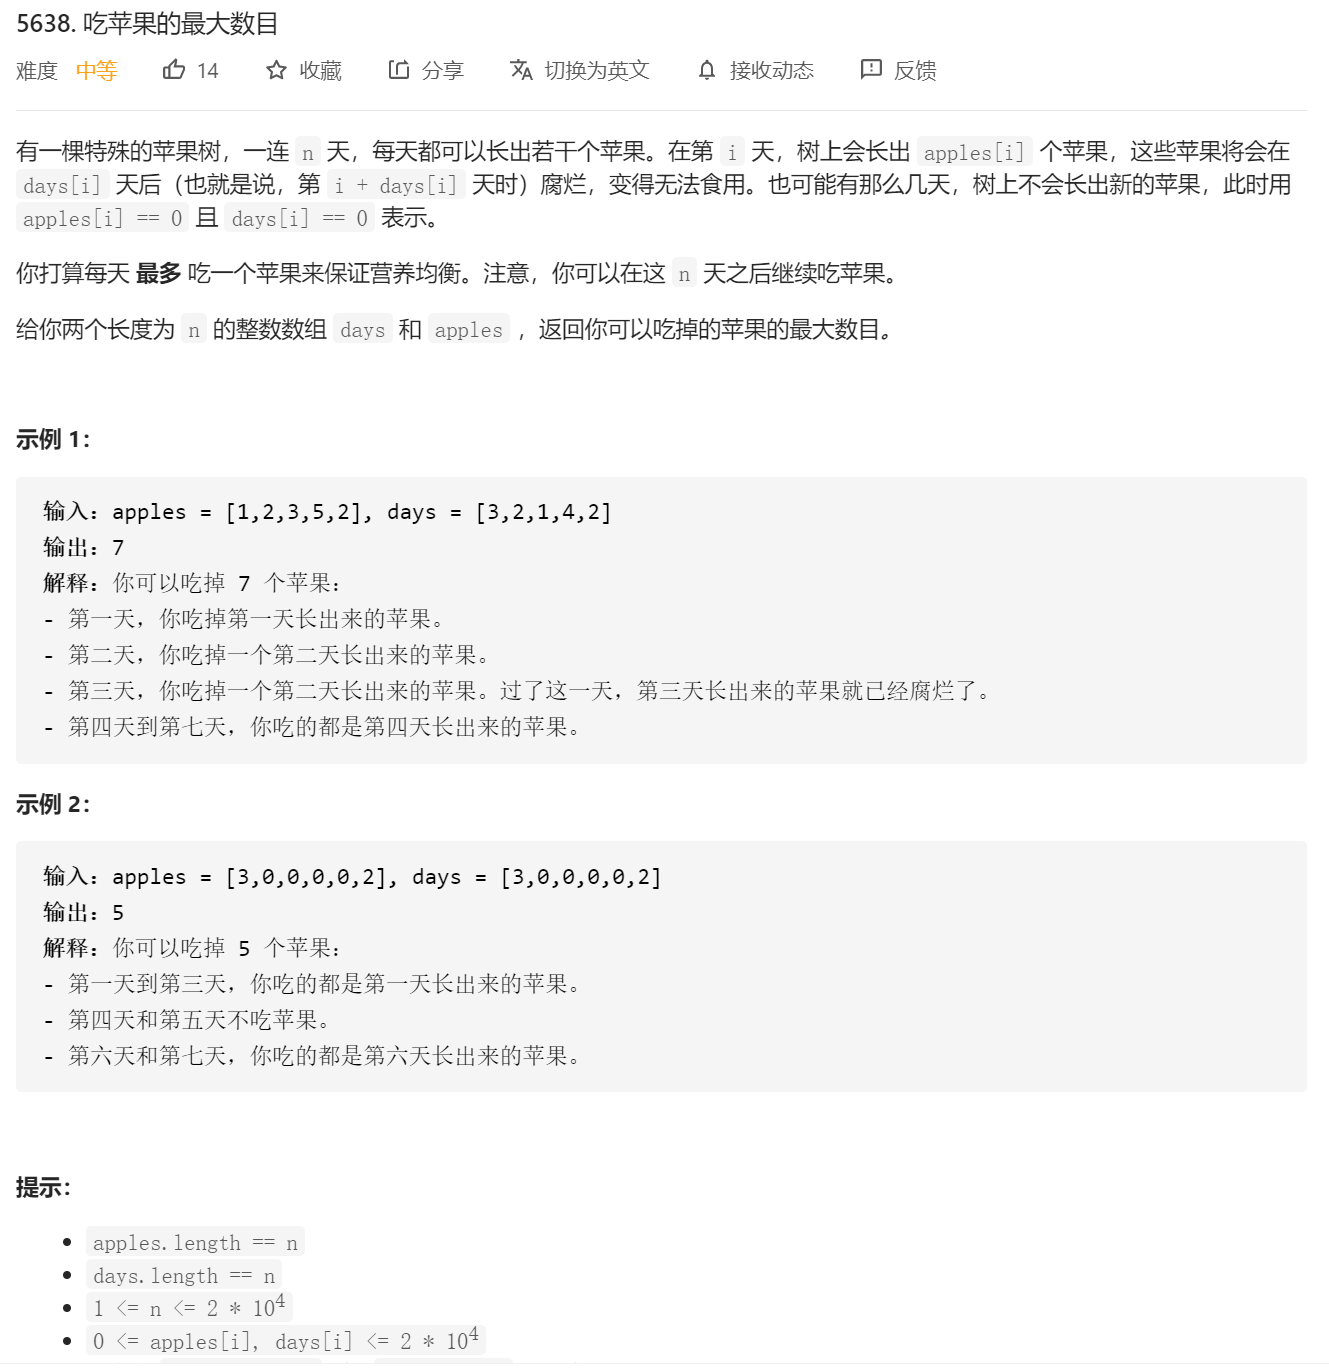 5638. 吃苹果的最大数目
难度 中等 14 收藏 分享 切换为英文 接收动态 反馈
有一棵特殊的苹果树，一连 n 天，每天都可以长出若干个苹果。在第 i 天，树上会长出 apples[i] 个苹果，这些苹果将会在
days[i] 天后（也就是说，第 i + days[i] 天时）腐烂，变得无法食用。也可能有那么几天，树上不会长出新的苹果，此时用
apples[i] == 0 且 days[i] == 0 表示。
你打算每天 最多 吃一个苹果来保证营养均衡。注意，你可以在这 n 天之后继续吃苹果。
给你两个长度为 n 的整数数组 days 和 apples ，返回你可以吃掉的苹果的最大数目。
示例 1：
输入：apples = [1,2,3,5,2], days = [3,2,1,4,2]
输出：7
解释：你可以吃掉 7 个苹果：
- 第一天，你吃掉第一天长出来的苹果。
- 第二天，你吃掉一个第二天长出来的苹果。
- 第三天，你吃掉一个第二天长出来的苹果。过了这一天，第三天长出来的苹果就已经腐烂了。
- 第四天到第七天，你吃的都是第四天长出来的苹果。
示例 2：
输入：apples = [3,0,0,0,0,2], days = [3,0,0,0,0,2]
输出：5
解释：你可以吃掉 5 个苹果：
- 第一天到第三天，你吃的都是第一天长出来的苹果。
- 第四天和第五天不吃苹果。
- 第六天和第七天，你吃的都是第六天长出来的苹果。
提示：
• apples.length == n
• days.length == n
• 1 <= n <= 2 * 10⁴
• 0 <= apples[i], days[i] <= 2 * 10⁴